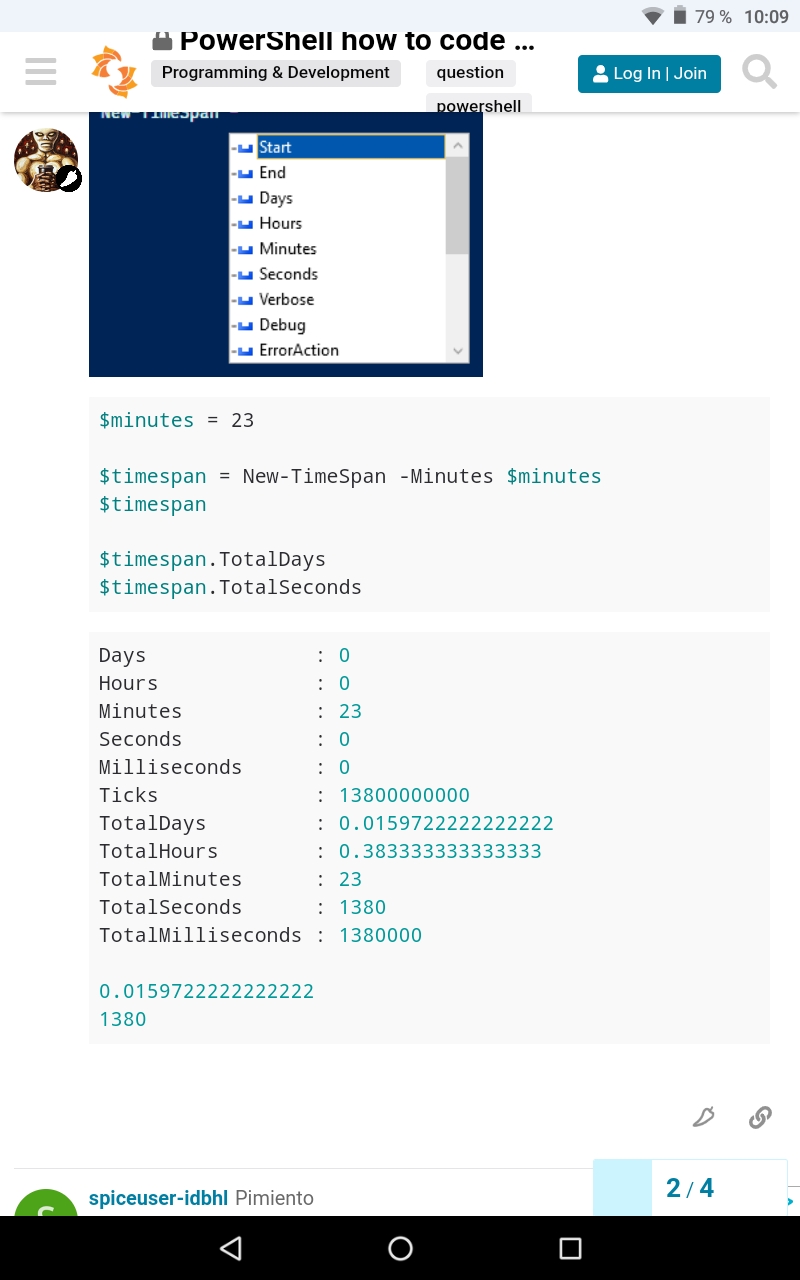 79 % 10:09
PowerShell how to code ...
Programming & Development
question
powershell
Log In | Join
New-TimeSpan -
Start
End
Days
Hours
Minutes
Seconds
Verbose
Debug
ErrorAction
$minutes = 23
$timespan = New-TimeSpan -Minutes $minutes
$timespan
$timespan.TotalDays
$timespan.TotalSeconds
Days : 0
Hours : 0
Minutes : 23
Seconds : 0
Milliseconds : 0
Ticks : 13800000000
TotalDays : 0.0159722222222222
TotalHours : 0.383333333333333
TotalMinutes : 23
TotalSeconds : 1380
TotalMilliseconds : 1380000
0.0159722222222222
1380
spiceuser-idbhl Pimiento
2 / 4